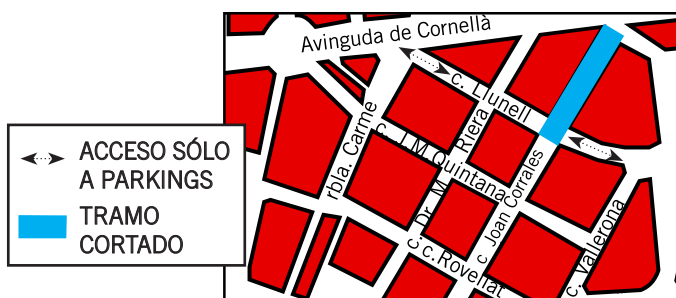 Avinguda de Cornellà
c. Llunell
c. J M Quintana
rbla. Carme
Dr. M. Riera
c Joan Corrales
c. c. Rovellat
c. Vallerona
ACCESO SÓLO
A PARKINGS
TRAMO
CORTADO